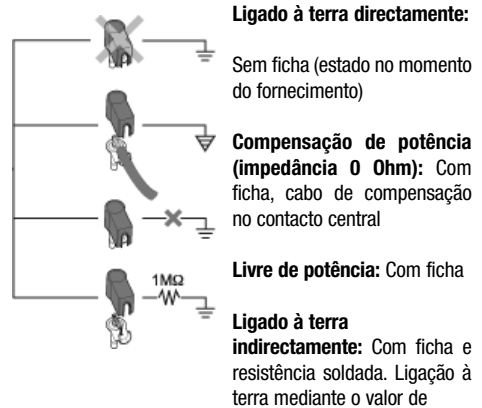 Ligado à terra directamente:
Sem ficha (estado no momento
do fornecimento)
Compensação de potência
(impedância 0 Ohm): Com
ficha, cabo de compensação
no contacto central
Livre de potência: Com ficha
1MΩ
Ligado à terra
indirectamente: Com ficha e
resistência soldada. Ligação à
terra mediante o valor de